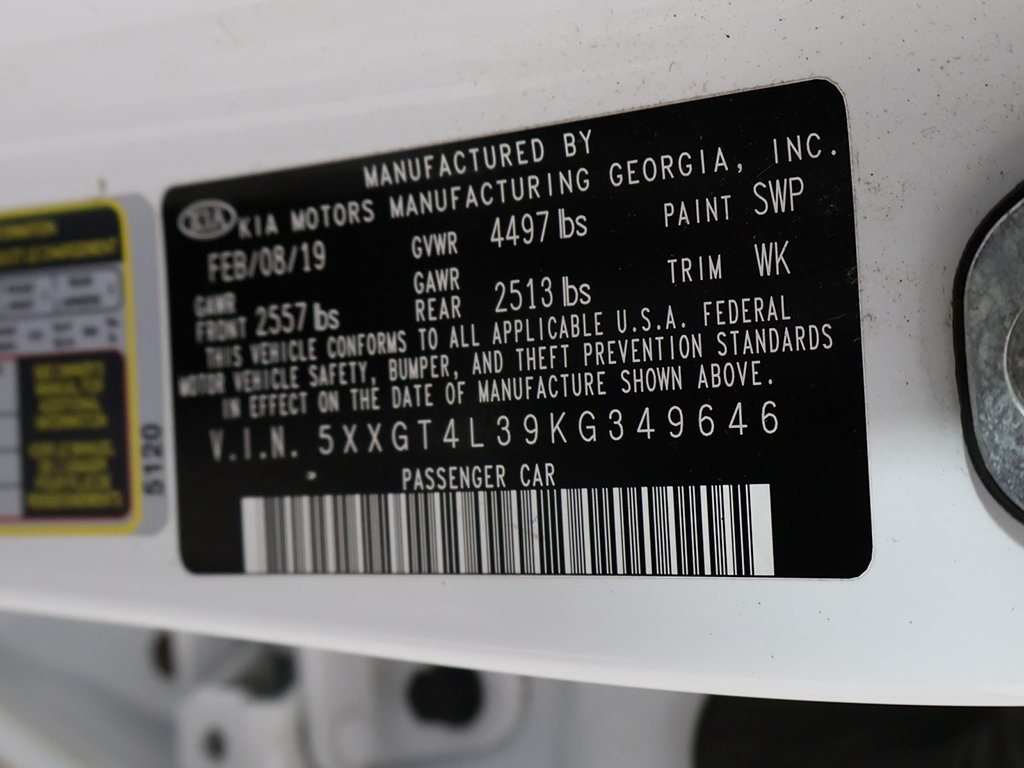 MANUFACTURED BY
KIA KIA MOTORS MANUFACTURING GEORGIA, INC.
FEB/08/19 GVWR 4497 lbs PAINT SWP
GAWR FRONT 2557 lbs GAWR REAR 2513 lbs TRIM WK
THIS VEHICLE CONFORMS TO ALL APPLICABLE U.S.A. FEDERAL
MOTOR VEHICLE SAFETY, BUMPER, AND THEFT PREVENTION STANDARDS
IN EFFECT ON THE DATE OF MANUFACTURE SHOWN ABOVE.
V.I.N. 5XXGT4L39KG349646
PASSENGER CAR
5120